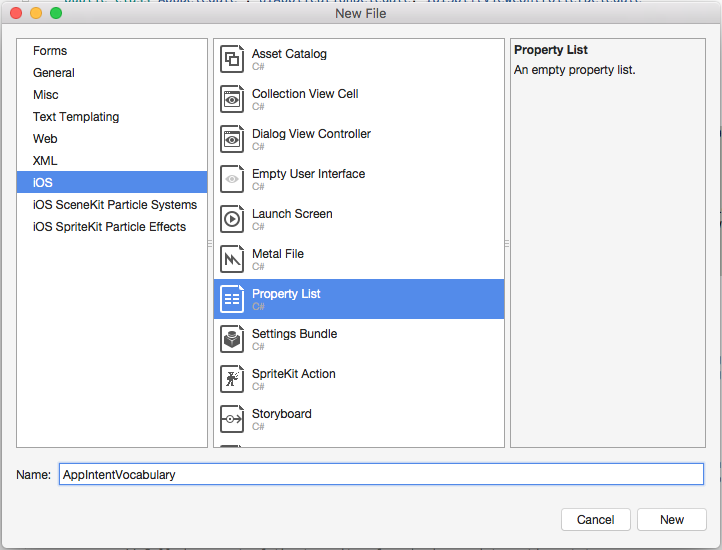 New File
Forms
General
Misc
Text Templating
Web
XML
iOS
iOS SceneKit Particle Systems
iOS SpriteKit Particle Effects
Asset Catalog
C#
Collection View Cell
C#
Dialog View Controller
C#
Empty User Interface
C#
Launch Screen
C#
Metal File
C#
Property List
C#
Settings Bundle
C#
SpriteKit Action
C#
Storyboard
C#
Property List
An empty property list.
Name: AppIntentVocabulary
Cancel New